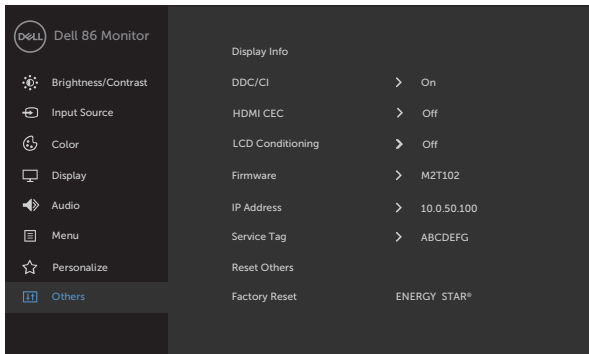 DELL Dell 86 Monitor
Display Info
Brightness/Contrast DDC/CI > On
Input Source HDMI CEC > Off
Color LCD Conditioning > Off
Display Firmware > M2T102
Audio IP Address > 10.0.50.100
Menu Service Tag > ABCDEFG
Personalize Reset Others
Others Factory Reset ENERGY STAR®